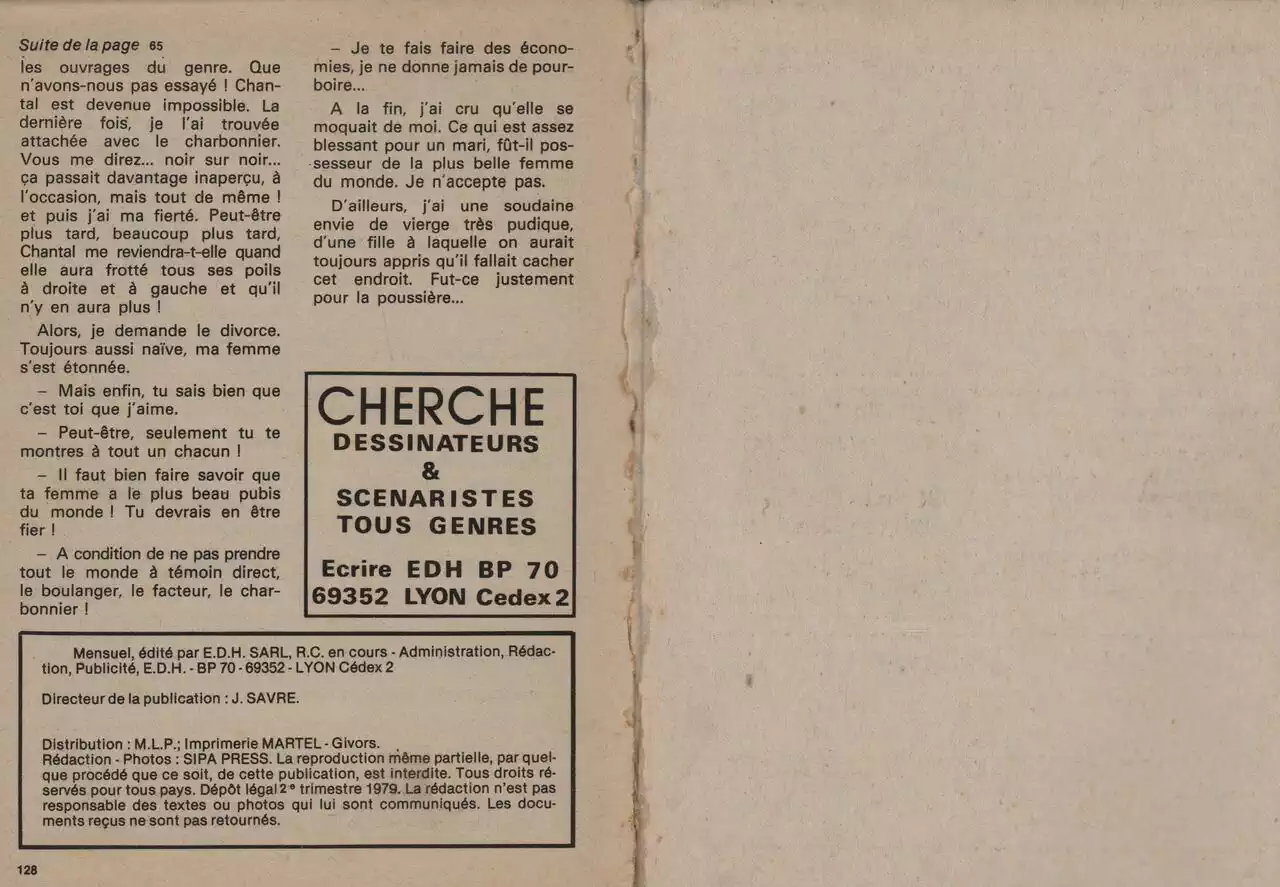 Suite de la page 65
les ouvrages du genre. Que
n'avons-nous pas essayé ! Chan-
tal est devenue impossible. La
dernière fois, je l'ai trouvée
attachée avec le charbonnier.
Vous me direz... noir sur noir...
ça passait davantage inaperçu, à
l'occasion, mais tout de même !
et puis j'ai ma fierté. Peut-être
plus tard, beaucoup plus tard,
Chantal me reviendra-t-elle quand
elle aura frotté tous ses poils
à droite et à gauche et qu'il
n'y en aura plus !
Alors, je demande le divorce.
Toujours aussi naïve, ma femme
s'est étonnée.
– Mais enfin, tu sais bien que
c'est toi que j'aime.
– Peut-être, seulement tu te
montres à tout un chacun !
– Il faut bien faire savoir que
ta femme a le plus beau pubis
du monde ! Tu devrais en être
fier !
– A condition de ne pas prendre
tout le monde à témoin direct,
le boulanger, le facteur, le char-
bonnier !
– Je te fais faire des écono-
mies, je ne donne jamais de pour-
boire...
A la fin, j'ai cru qu'elle se
moquait de moi. Ce qui est assez
blessant pour un mari, fût-il pos-
sesseur de la plus belle femme
du monde. Je n'accepte pas.
D'ailleurs, j'ai une soudaine
envie de vierge très pudique,
d'une fille à laquelle on aurait
toujours appris qu'il fallait cacher
cet endroit. Fut-ce justement
pour la poussière...
CHERCHE
DESSINATEURS
&
SCENARISTES
TOUS GENRES
Ecrire EDH BP 70
69352 LYON Cedex 2
Mensuel, édité par E.D.H. SARL, R.C. en cours - Administration, Rédac-
tion, Publicité, E.D.H. - BP 70 - 69352 - LYON Cédex 2
Directeur de la publication : J. SAVRE.
Distribution : M.L.P.; Imprimerie MARTEL - Givors.
Rédaction - Photos : SIPA PRESS. La reproduction même partielle, par quel-
que procédé que ce soit, de cette publication, est interdite. Tous droits ré-
servés pour tous pays. Dépôt légal 2e trimestre 1979. La rédaction n'est pas
responsable des textes ou photos qui lui sont communiqués. Les docu-
ments reçus ne sont pas retournés.
128